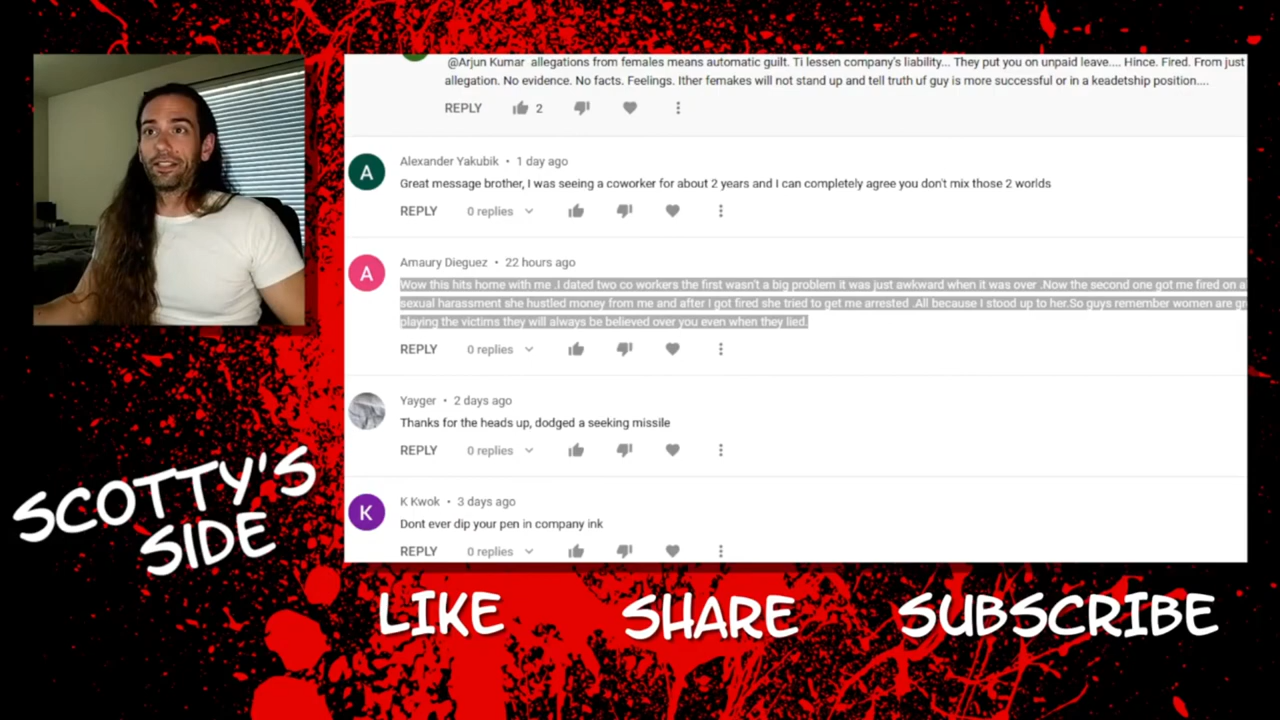 @Arjun Kumar allegations from females means automatic guilt. Ti lessen company's liability... They put you on unpaid leave.... Hince. Fired. From just
allegation. No evidence. No facts. Feelings. Ither femakes will not stand up and tell truth uf guy is more successful or in a keadetship position....
REPLY 2
A Alexander Yakubik • 1 day ago
Great message brother, I was seeing a coworker for about 2 years and I can completely agree you don't mix those 2 worlds
REPLY 0 replies
A Amaury Dieguez • 22 hours ago
Wow this hits home with me .I dated two co workers the first wasn't a big problem it was just awkward when it was over .Now the second one got me fired on a
sexual harassment she hustled money from me and after I got fired she tried to get me arrested .All because I stood up to her.So guys remember women are gr
playing the victims they will always be believed over you even when they lied.
REPLY 0 replies
Yayger • 2 days ago
Thanks for the heads up, dodged a seeking missile
REPLY 0 replies
K K Kwok • 3 days ago
Dont ever dip your pen in company ink
REPLY 0 replies
SCOTTY'S
SIDE
LIKE SHARE SUBSCRIBE